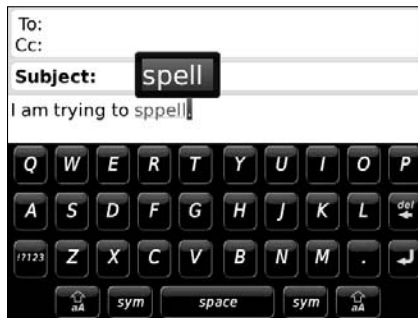 To:
Cc:
Subject:
spell
I am trying to sppell.
Q W E R T Y U I O P
A S D F G H J K L del
!?123 Z X C V B N M .
aA sym space sym aA